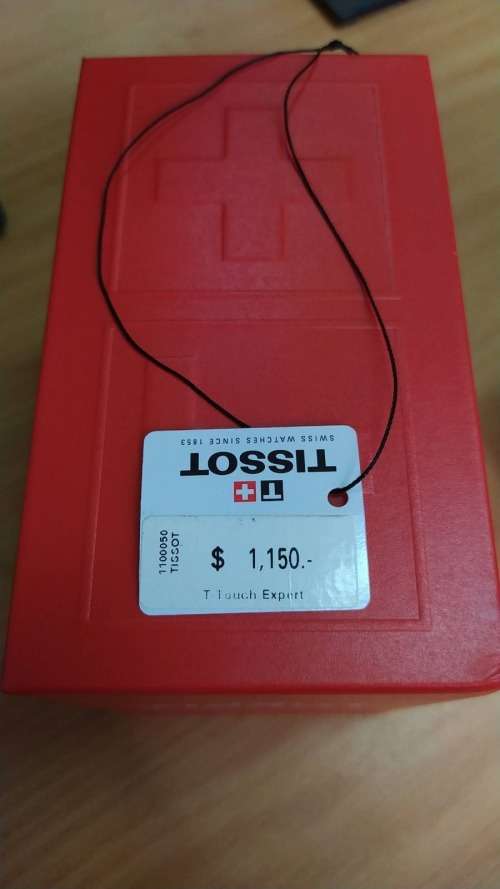 SWISS WATCHES SINCE 1853
TISSOT
T
1100050
TISSOT
$ 1,150.-
T-Touch Expert